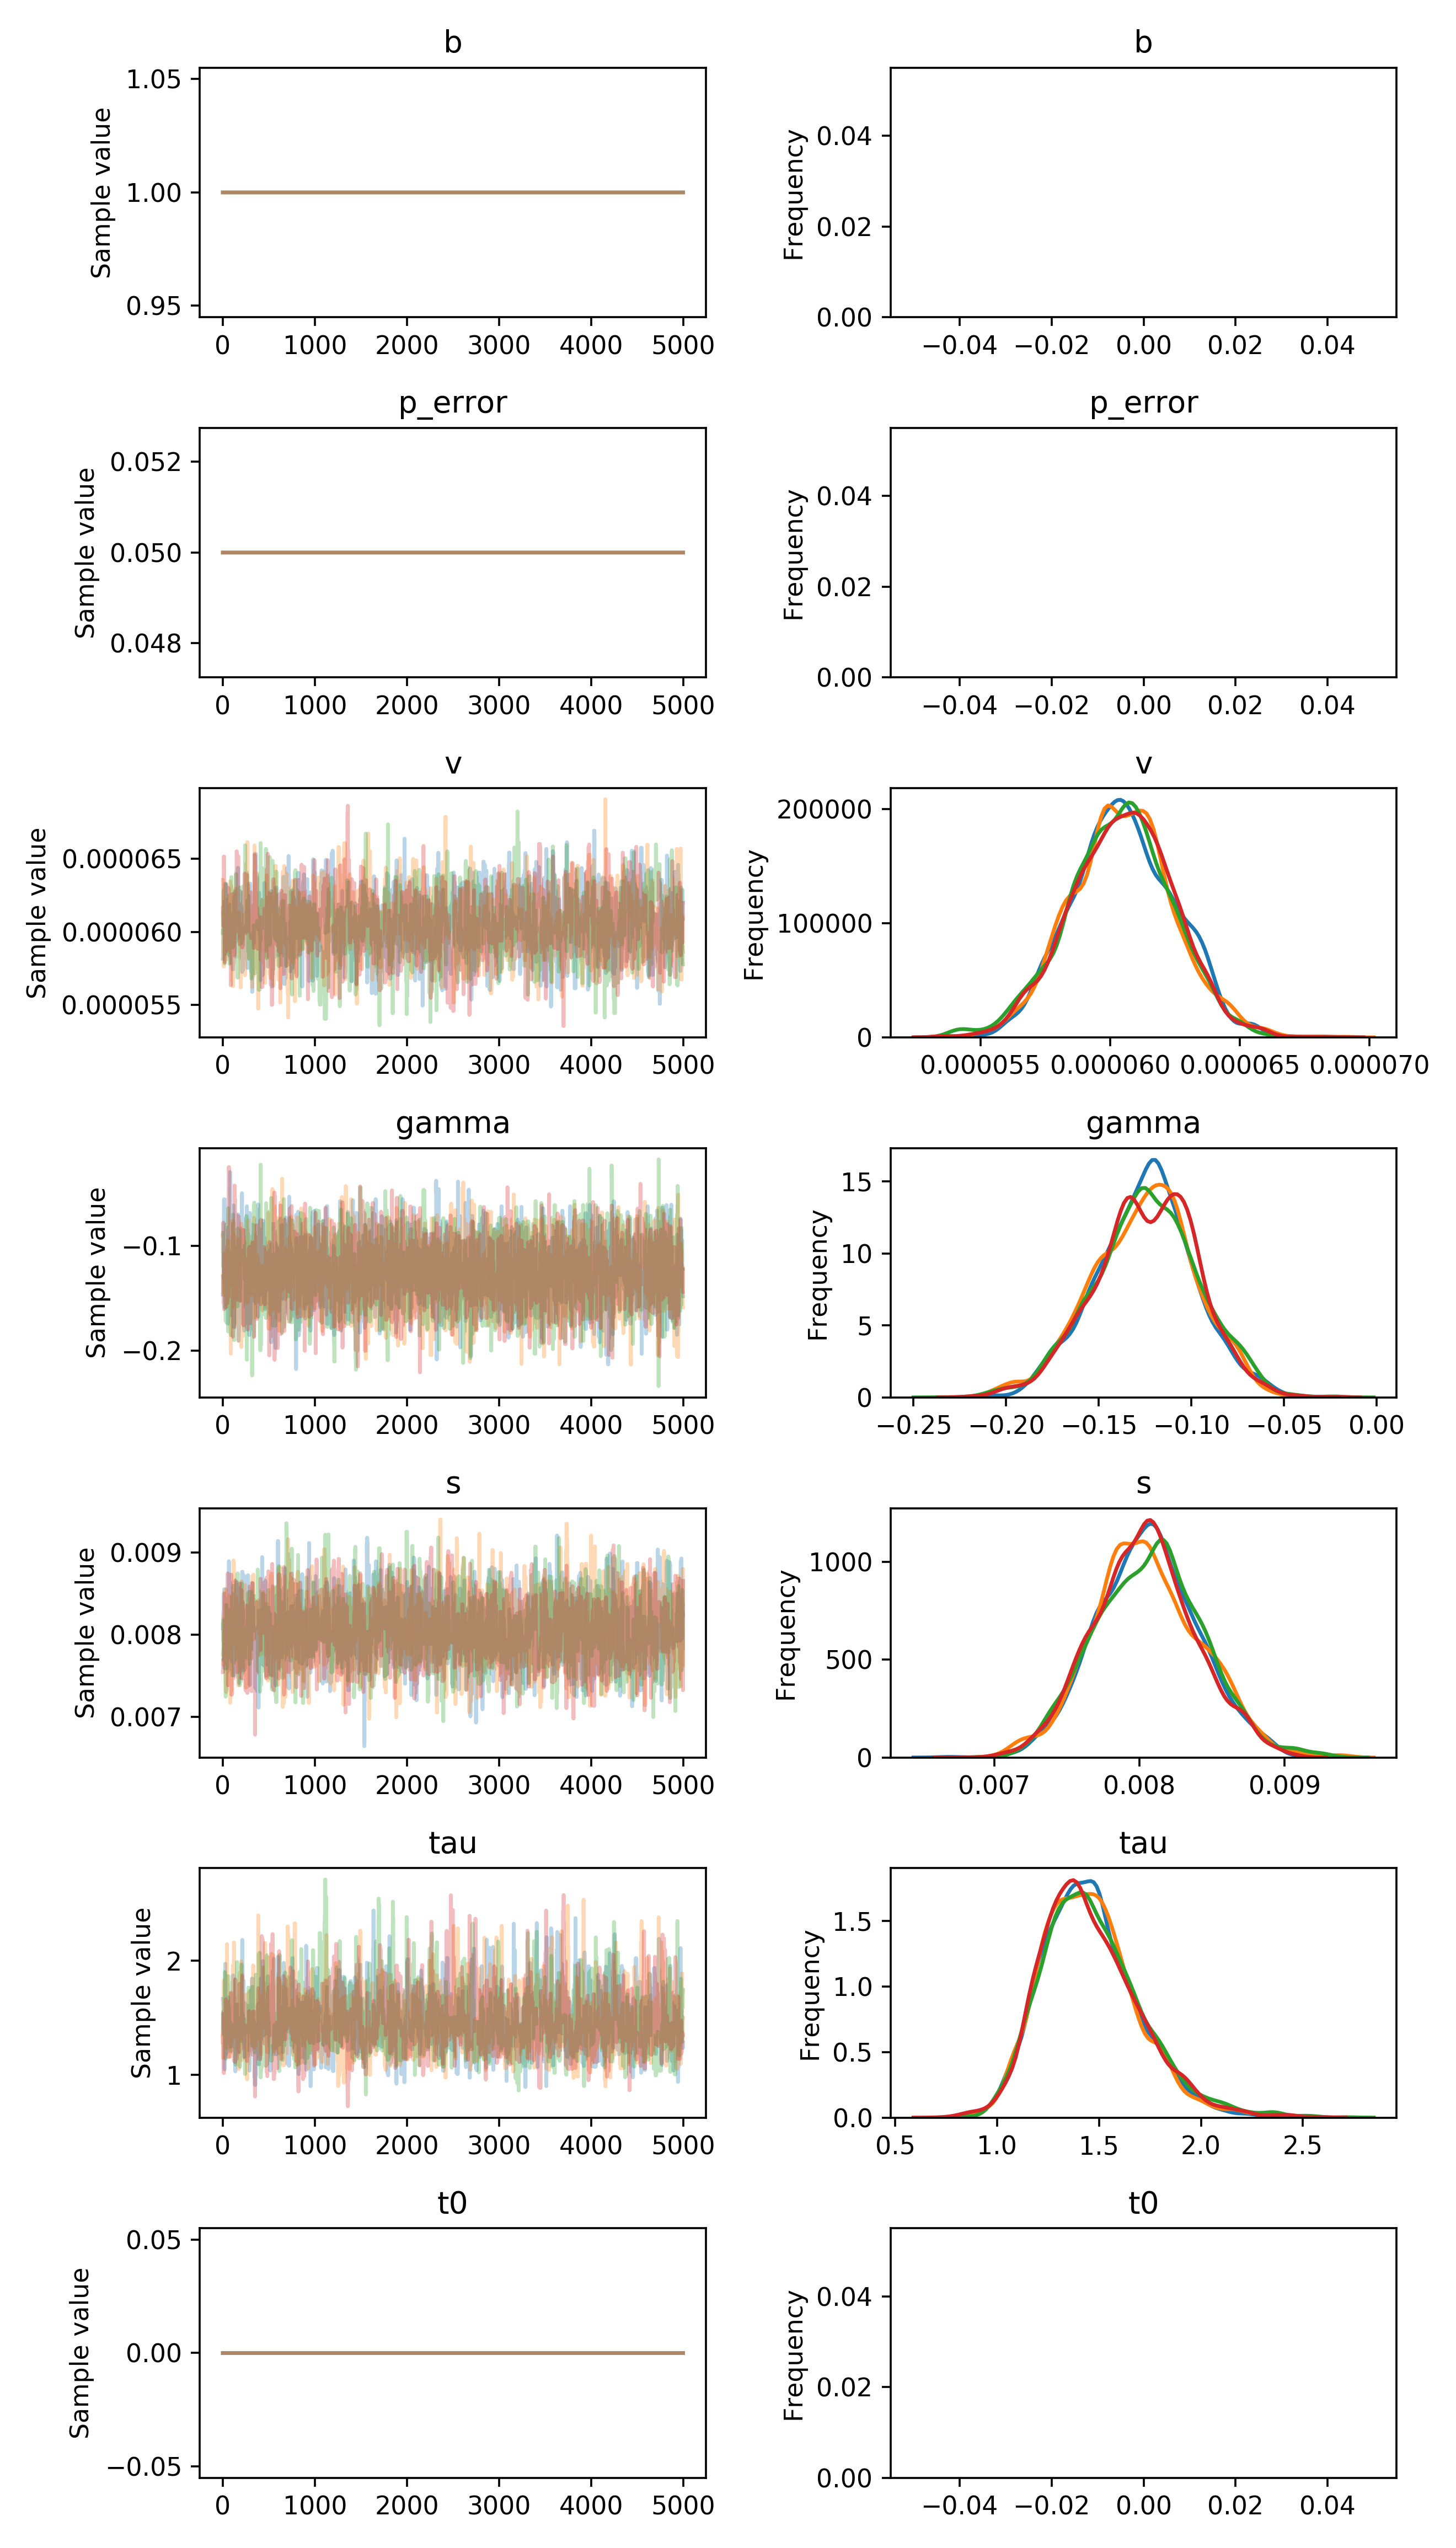 b
b
Sample value
1.05
1.00
0.95
0 1000 2000 3000 4000 5000
Frequency
0.04
0.02
0.00
−0.04 −0.02 0.00 0.02 0.04
p_error
p_error
Sample value
0.052
0.050
0.048
0 1000 2000 3000 4000 5000
Frequency
0.04
0.02
0.00
−0.04 −0.02 0.00 0.02 0.04
v
v
Sample value
0.000065
0.000060
0.000055
0 1000 2000 3000 4000 5000
Frequency
200000
100000
0
0.000055 0.000060 0.000065 0.000070
gamma
gamma
Sample value
−0.1
−0.2
0 1000 2000 3000 4000 5000
Frequency
15
10
5
0
−0.25 −0.20 −0.15 −0.10 −0.05 0.00
s
s
Sample value
0.009
0.008
0.007
0 1000 2000 3000 4000 5000
Frequency
1000
500
0
0.007 0.008 0.009
tau
tau
Sample value
2
1
0 1000 2000 3000 4000 5000
Frequency
1.5
1.0
0.5
0.0
0.5 1.0 1.5 2.0 2.5
t0
t0
Sample value
0.05
0.00
−0.05
0 1000 2000 3000 4000 5000
Frequency
0.04
0.02
0.00
−0.04 −0.02 0.00 0.02 0.04